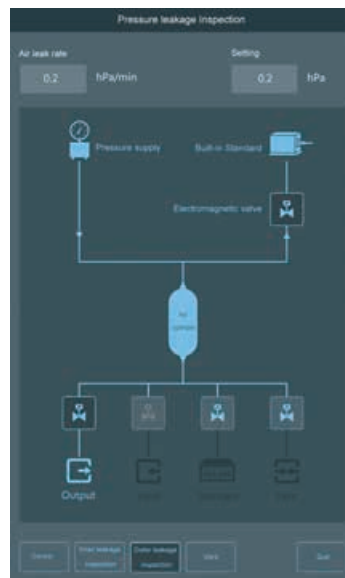 Pressure leakage inspection
Air leak rate
Setting
0.2 hPa/min
0.2 hPa
Pressure supply
Built-in Standard
Electromagnetic valve
Air
Output
Inner leakage
inspection
Outer leakage
inspection
Quit